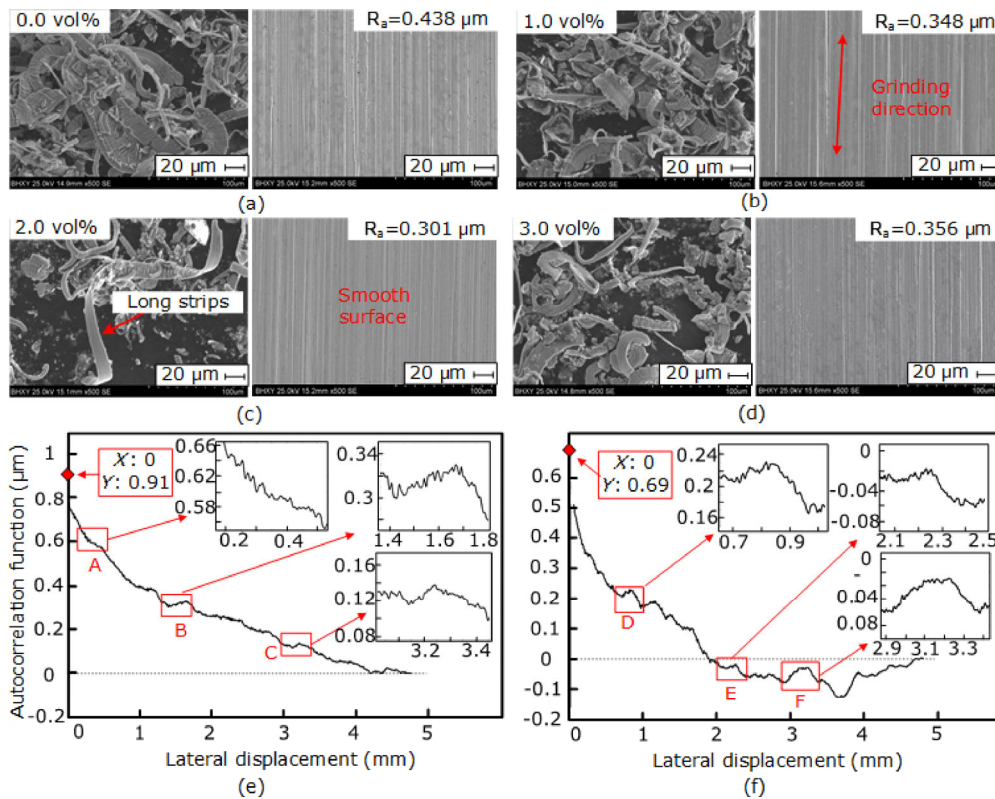 0.0 vol%
Ra=0.438 µm
20 µm
20 µm
BHXY 25.0kV 14.9mm x500 SE
100um
BHXY 25.0kV 15.2mm x500 SE
100um
(a)
1.0 vol%
Ra=0.348 µm
Grinding
direction
20 µm
20 µm
BHXY 25.0kV 15.0mm x500 SE
100um
BHXY 25.0kV 15.6mm x500 SE
100um
(b)
2.0 vol%
Ra=0.301 µm
Long strips
Smooth
surface
20 µm
20 µm
BHXY 25.0kV 15.1mm x500 SE
100um
BHXY 25.0kV 15.2mm x500 SE
100um
(c)
3.0 vol%
Ra=0.356 µm
20 µm
20 µm
BHXY 25.0kV 14.8mm x500 SE
100um
BHXY 25.0kV 15.6mm x500 SE
100um
(d)
Autocorrelation function (µm)
1
0.8
0.6
0.4
0.2
0
-0.2
X: 0
Y: 0.91
A
B
C
0.66
0.63
0.58
0.2
0.4
0.34
0.3
1.4
1.6
1.8
0.16
0.12
0.08
3.2
3.4
0
1
2
3
4
5
Lateral displacement (mm)
(e)
0.6
0.5
0.4
0.3
0.2
0.1
0
-0.1
-0.2
X: 0
Y: 0.69
D
E
F
0.26
0.21
0.16
0.7
0.9
0
-0.04
-0.08
2.1
2.3
2.5
0
-
0.04
0.08
2.9
3.1
3.3
0
1
2
3
4
5
Lateral displacement (mm)
(f)